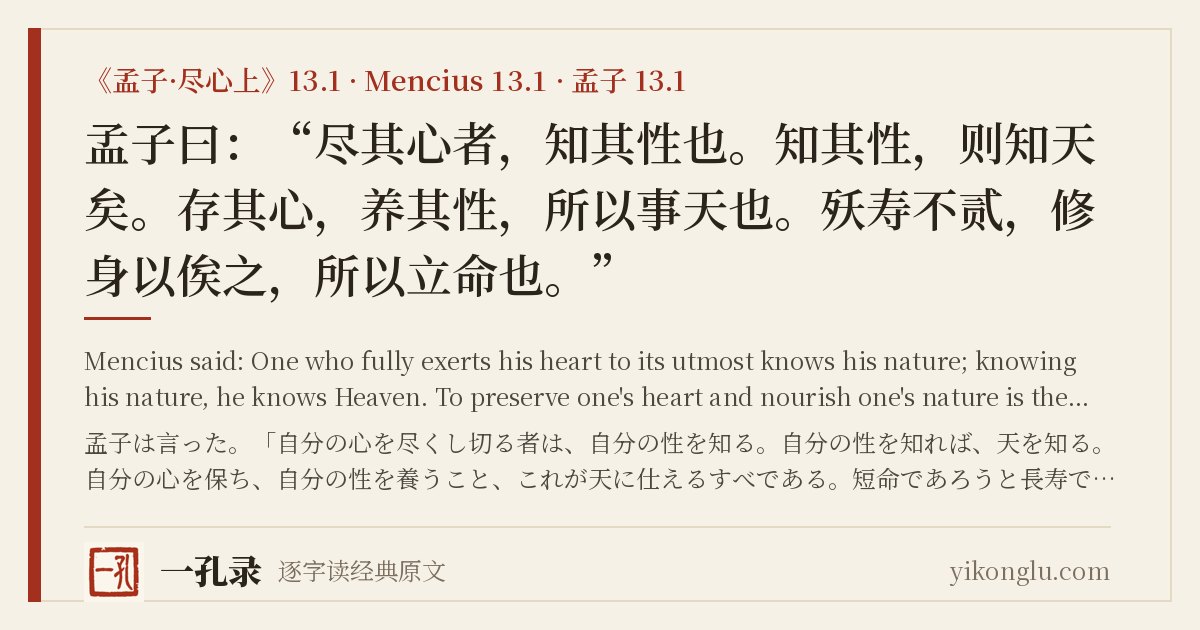 《孟子·尽心上》13.1 · Mencius 13.1 · 孟子 13.1
孟子曰：“尽其心者，知其性也。知其性，则知天
矣。存其心，养其性，所以事天也。殀寿不贰，修
身以俟之，所以立命也。”
Mencius said: One who fully exerts his heart to its utmost knows his nature; knowing
his nature, he knows Heaven. To preserve one's heart and nourish one's nature is the...
孟子は言った。「自分の心を尽くし切る者は、自分の性を知る。自分の性を知れば、天を知る。
自分の心を保ち、自分の性を養うこと、これが天に仕えるすべである。短命であろうと長寿で…
一孔
一孔录 逐字读经典原文 yikonglu.com